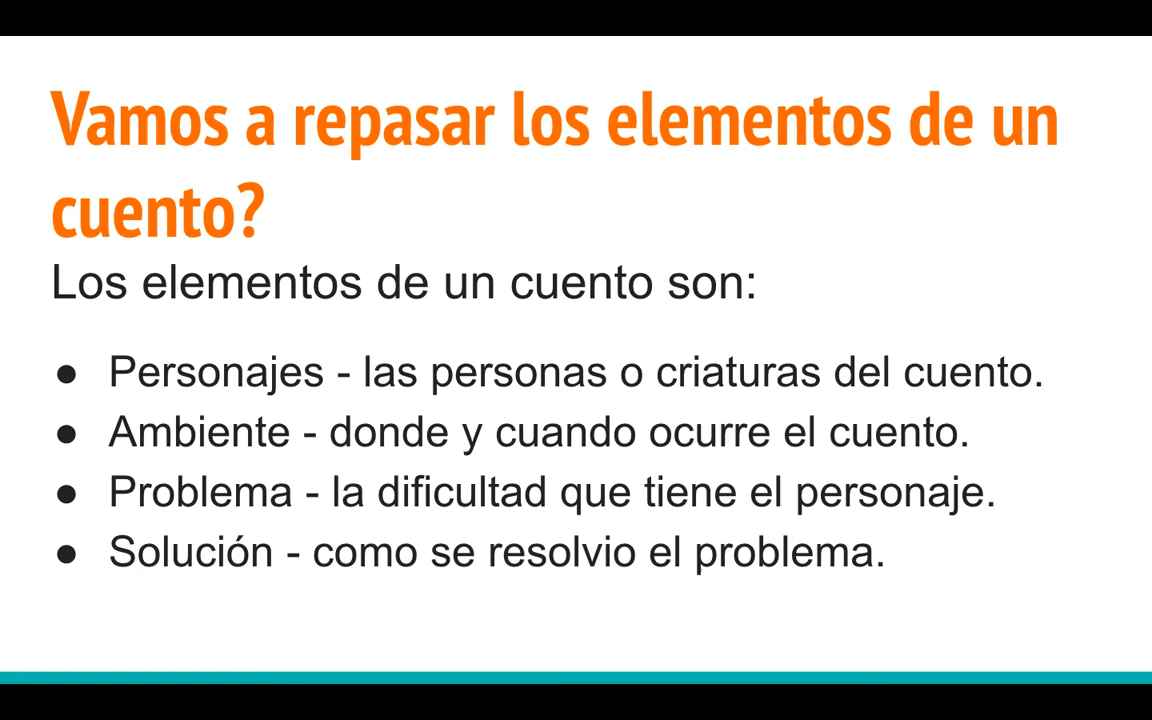 Vamos a repasar los elementos de un
cuento?
Los elementos de un cuento son:
● Personajes - las personas o criaturas del cuento.
● Ambiente - donde y cuando ocurre el cuento.
● Problema - la dificultad que tiene el personaje.
● Solución - como se resolvio el problema.